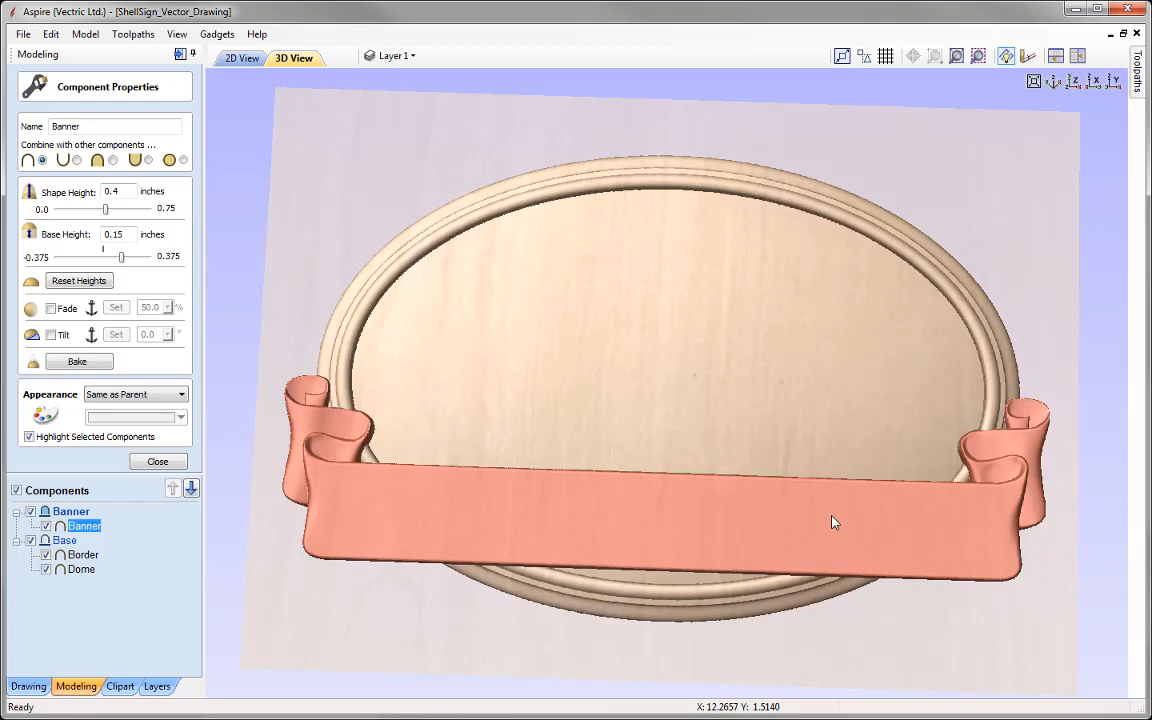 Aspire {Vectric Ltd.} - [ShellSign_Vector_Drawing]
File Edit Model Toolpaths View Gadgets Help
Modeling
2D View 3D View Layer1
Toolpaths
Component Properties
Z X Y
Name Banner
Combine with other components ...
Shape Height: 0.4 inches
0.0 0.75
Base Height: 0.15 inches
-0.375 0.375
Reset Heights
Fade Set 50.0 %
Tilt Set 0.0 °
Bake
Appearance Same as Parent
Highlight Selected Components
Close
Components
Banner
Banner
Base
Border
Dome
Drawing Modeling Clipart Layers
Ready X: 12.2657 Y: 1.5140